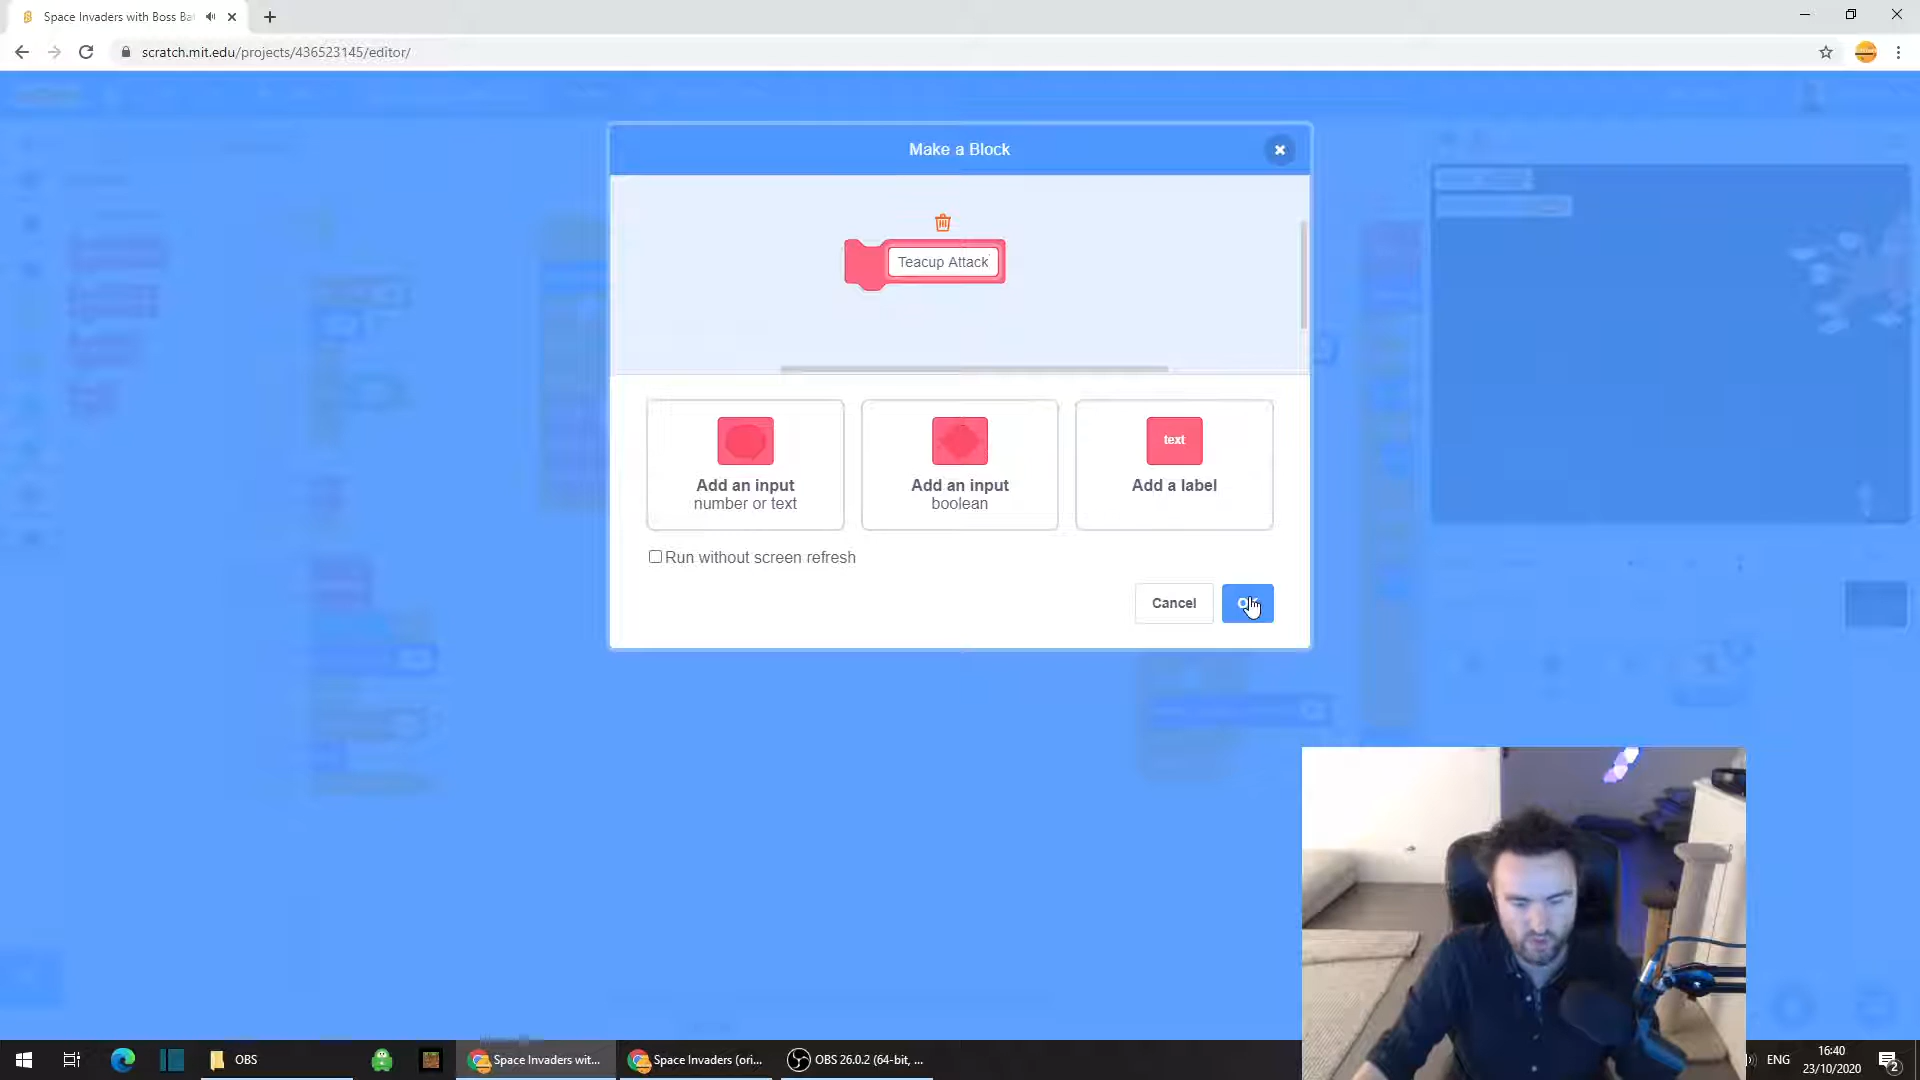 Space Invaders with Boss Ba
scratch.mit.edu/projects/436523145/editor/
Make a Block
Teacup Attack
text
Add an input
number or text
Add an input
boolean
Add a label
Run without screen refresh
Cancel
OBS
Space Invaders wit...
Space Invaders (ori...
OBS 26.0.2 (64-bit, ...
ENG
16:40
23/10/2020
2